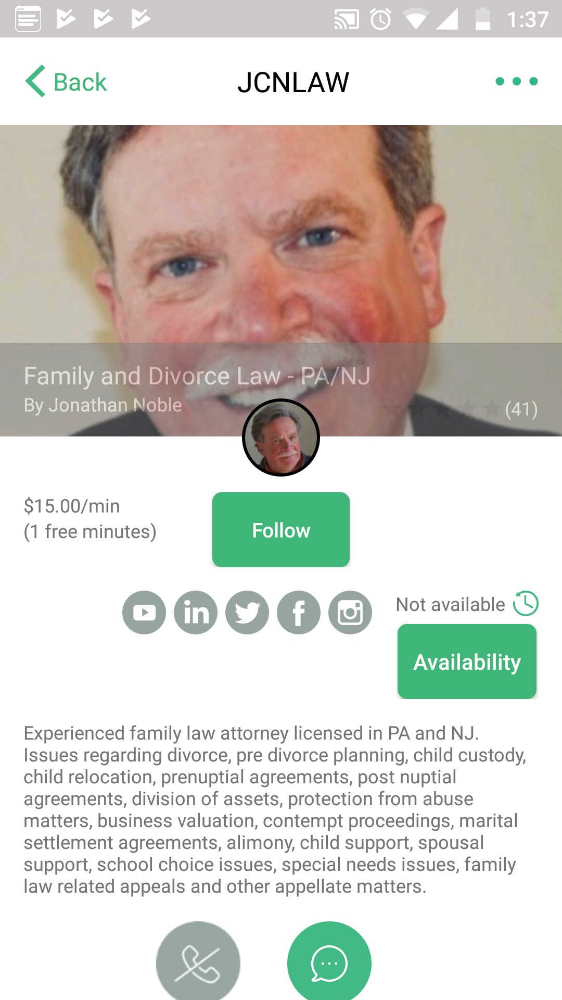 1:37
Back
JCNLAW
Family and Divorce Law - PA/NJ
By Jonathan Noble
(41)
$15.00/min
(1 free minutes)
Follow
in
f
Not available
Availability
Experienced family law attorney licensed in PA and NJ.
Issues regarding divorce, pre divorce planning, child custody,
child relocation, prenuptial agreements, post nuptial
agreements, division of assets, protection from abuse
matters, business valuation, contempt proceedings, marital
settlement agreements, alimony, child support, spousal
support, school choice issues, special needs issues, family
law related appeals and other appellate matters.